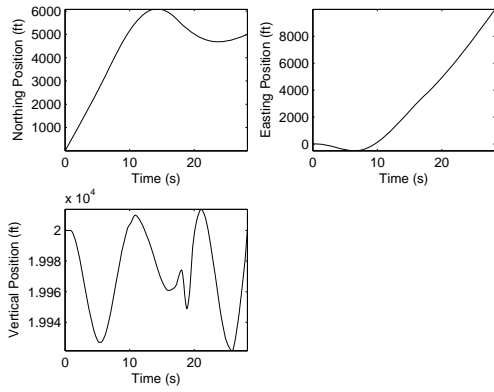 6000
5000
4000
3000
2000
1000
0 10 20
Time (s)
Northing Position (ft)
8000
6000
4000
2000
0
0 10 20
Time (s)
Easting Position (ft)
x 10⁴
2
1.998
1.996
1.994
0 10 20
Time (s)
Vertical Position (ft)